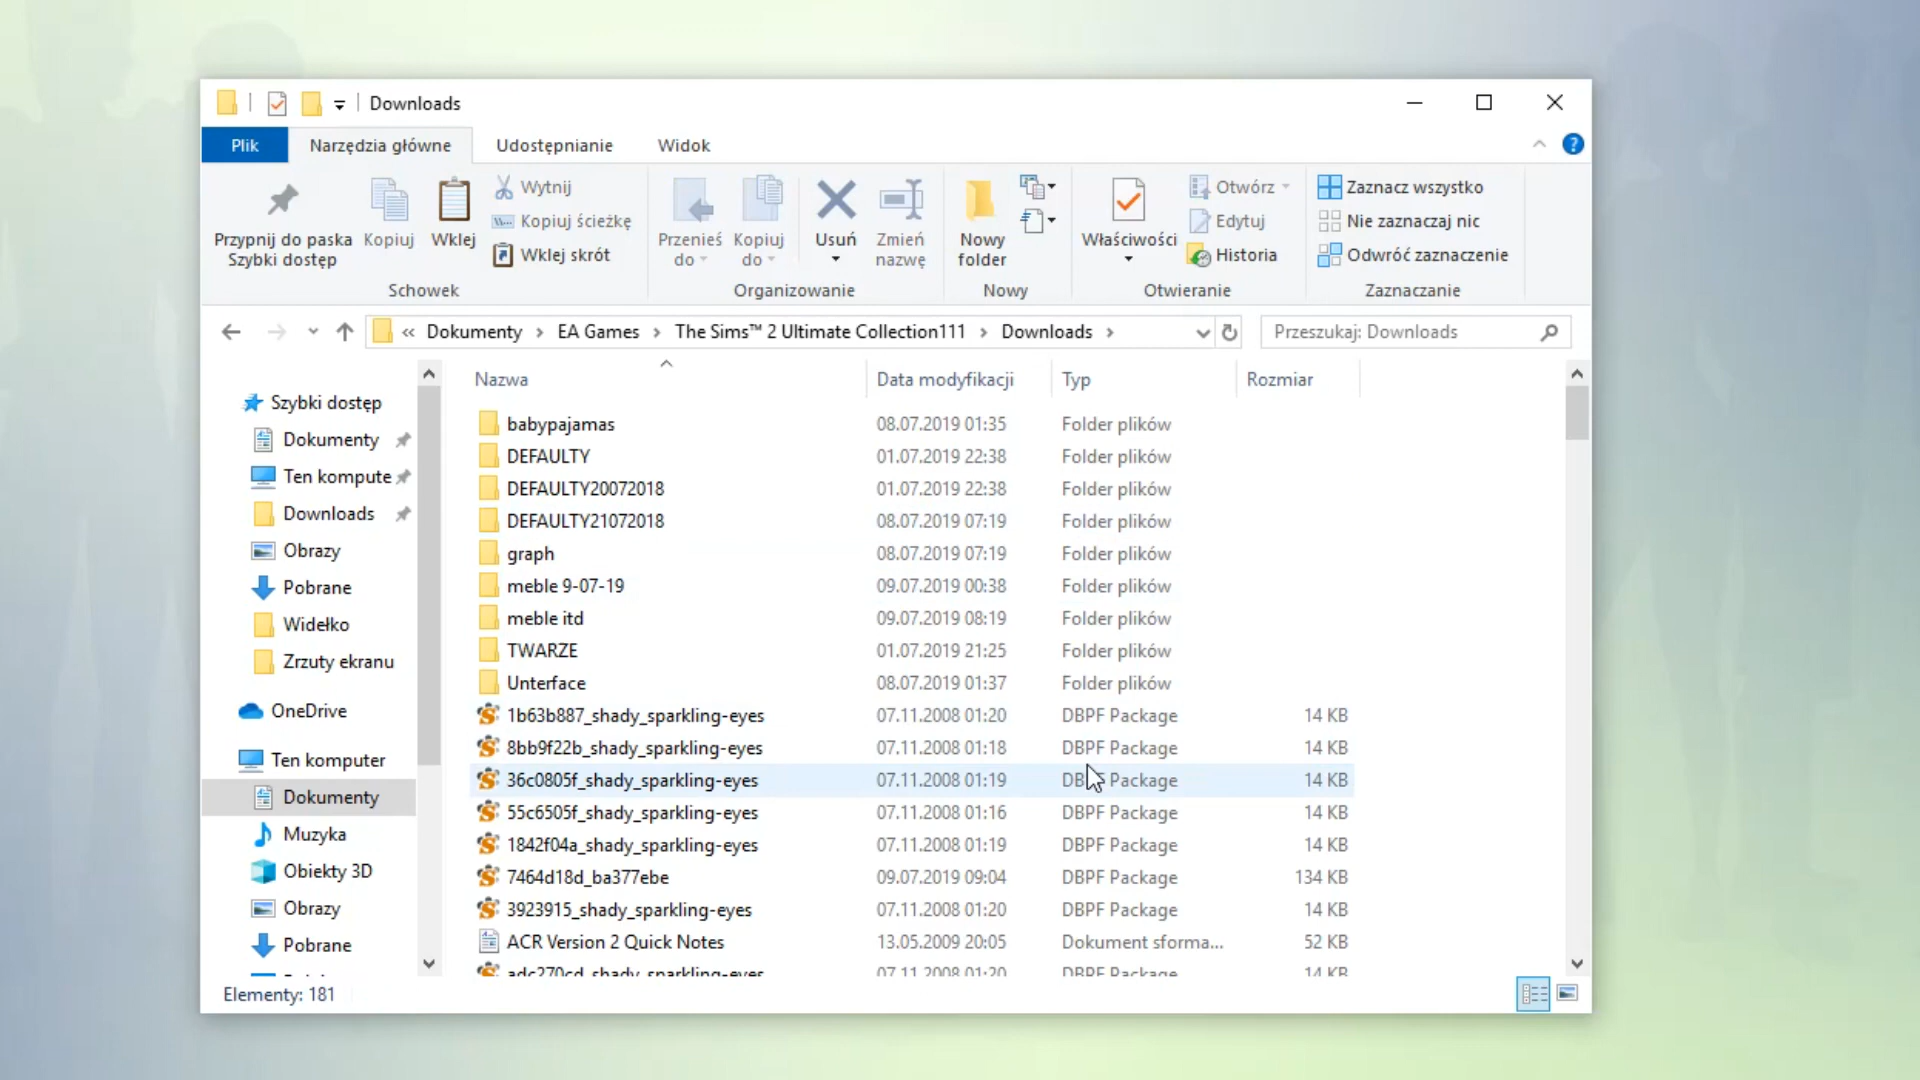 Downloads
Plik Narzędzia główne Udostępnianie Widok
Przypnij do paska Szybki dostęp
Kopiuj
Wklej
Wytnij
Kopiuj ścieżkę
Wklej skrót
Schowek
Przenieś do
Kopiuj do
Usuń
Zmień nazwę
Organizowanie
Nowy folder
Nowy
Właściwości
Otwórz
Edytuj
Historia
Otwieranie
Zaznacz wszystko
Nie zaznaczaj nic
Odwróć zaznaczenie
Zaznaczanie
« Dokumenty › EA Games › The Sims™ 2 Ultimate Collection111 › Downloads ›
Przeszukaj: Downloads
Szybki dostęp
Dokumenty
Ten kompute
Downloads
Obrazy
Pobrane
Widełko
Zrzuty ekranu
OneDrive
Ten komputer
Dokumenty
Muzyka
Obiekty 3D
Obrazy
Pobrane
Nazwa Data modyfikacji Typ Rozmiar
babypajamas 08.07.2019 01:35 Folder plików
DEFAULTY 01.07.2019 22:38 Folder plików
DEFAULTY20072018 01.07.2019 22:38 Folder plików
DEFAULTY21072018 08.07.2019 07:19 Folder plików
graph 08.07.2019 07:19 Folder plików
meble 9-07-19 09.07.2019 00:38 Folder plików
meble itd 09.07.2019 08:19 Folder plików
TWARZE 01.07.2019 21:25 Folder plików
Unterface 08.07.2019 01:37 Folder plików
1b63b887_shady_sparkling-eyes 07.11.2008 01:20 DBPF Package 14 KB
8bb9f22b_shady_sparkling-eyes 07.11.2008 01:18 DBPF Package 14 KB
36c0805f_shady_sparkling-eyes 07.11.2008 01:19 DBPF Package 14 KB
55c6505f_shady_sparkling-eyes 07.11.2008 01:16 DBPF Package 14 KB
1842f04a_shady_sparkling-eyes 07.11.2008 01:19 DBPF Package 14 KB
7464d18d_ba377ebe 09.07.2019 09:04 DBPF Package 134 KB
3923915_shady_sparkling-eyes 07.11.2008 01:20 DBPF Package 14 KB
ACR Version 2 Quick Notes 13.05.2009 20:05 Dokument sforma... 52 KB
adc270cd_shady_sparkling-eyes 07.11.2008 01:20 DBPF Package 14 KB
Elementy: 181